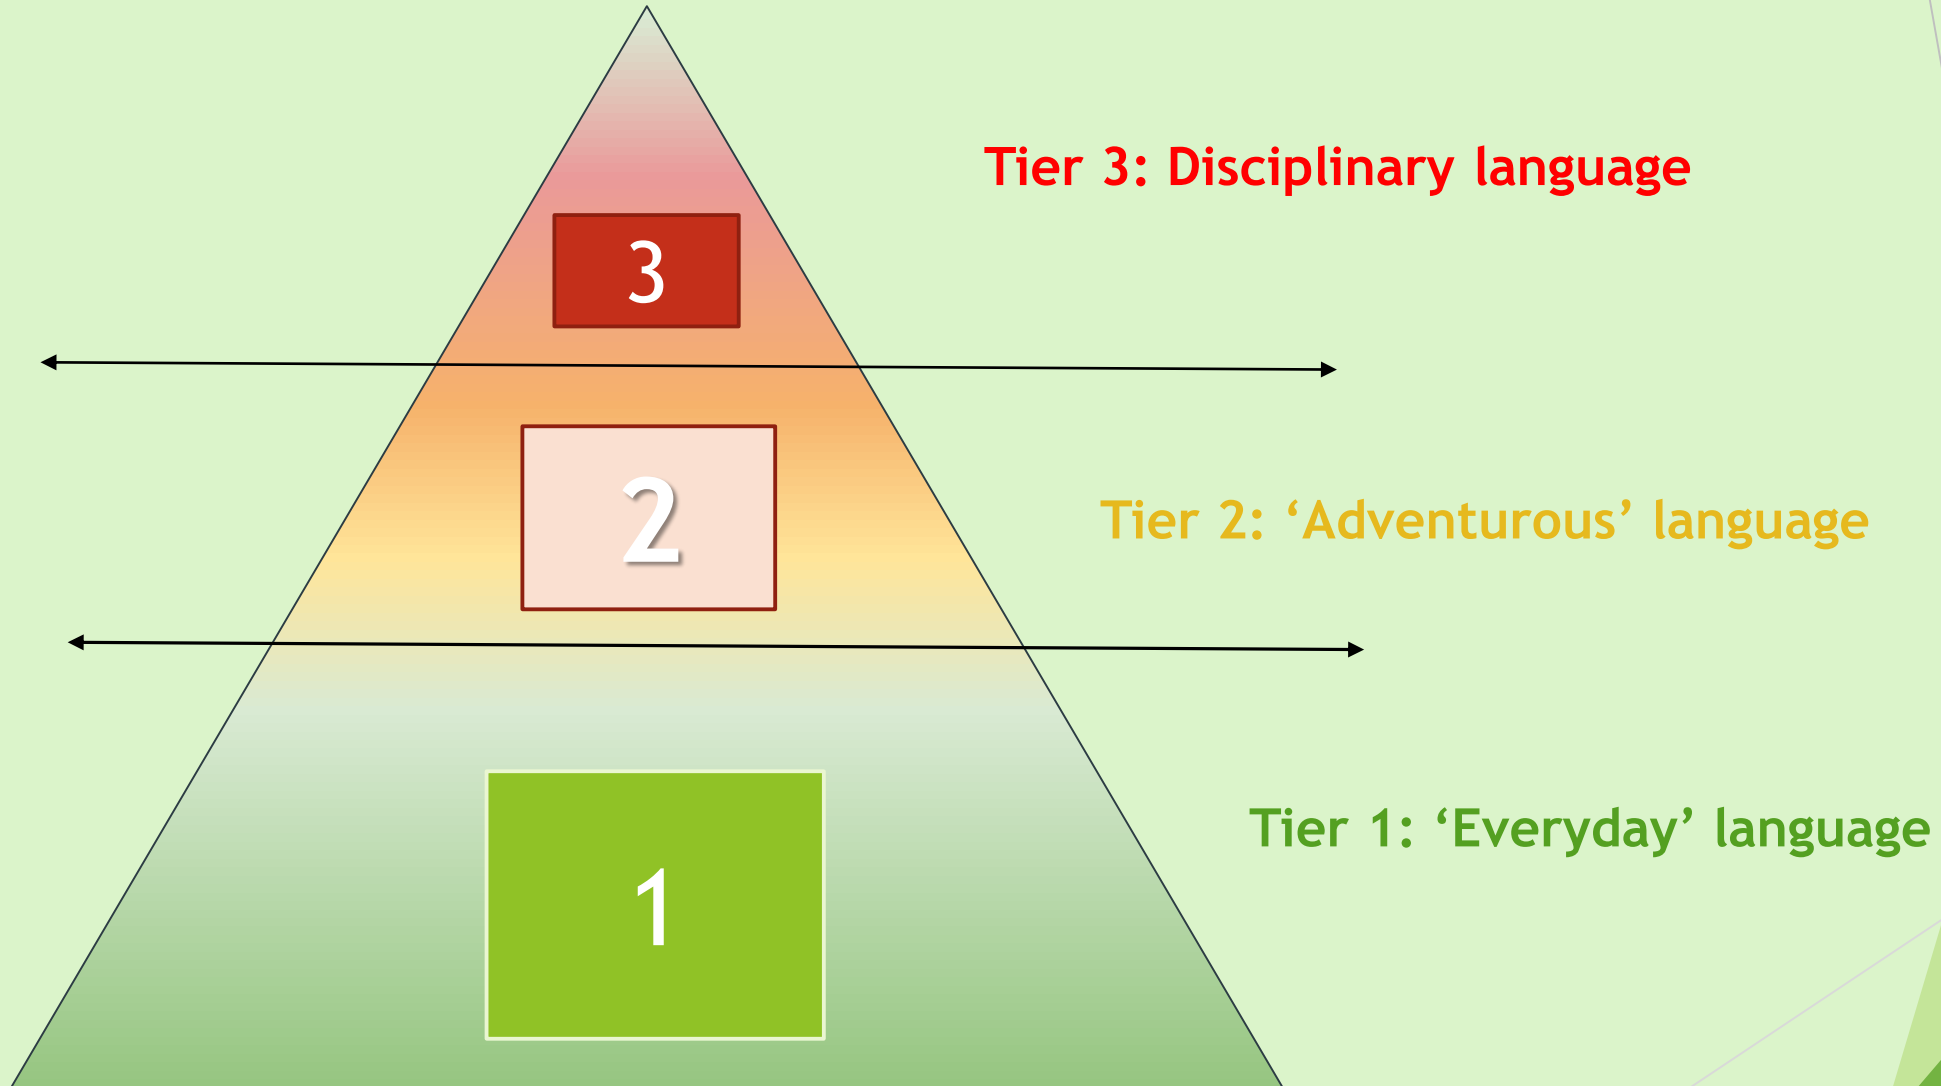 Tier 3: Disciplinary language
3
2
Tier 2: ‘Adventurous’ language
Tier 1: ‘Everyday’ language
1